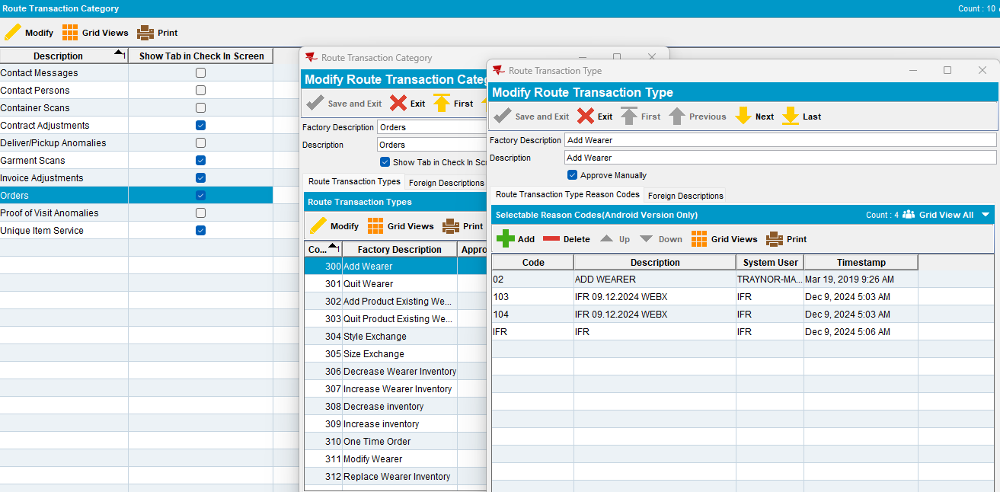 Route Transaction Category
Count : 10
Modify Grid Views Print
Description 1 Show Tab in Check In Screen
Contact Messages
Contact Persons
Container Scans
Contract Adjustments
Deliver/Pickup Anomalies
Garment Scans
Invoice Adjustments
Orders
Proof of Visit Anomalies
Unique Item Service
Route Transaction Category
Modify Route Transaction Categ
Save and Exit Exit First
Factory Description Orders
Description Orders
Show Tab in Check In Scr
Route Transaction Types Foreign Descriptions
Route Transaction Types
Modify Grid Views Print
Co... 1 Factory Description Appro
300 Add Wearer
301 Quit Wearer
302 Add Product Existing We...
303 Quit Product Existing We...
304 Style Exchange
305 Size Exchange
306 Decrease Wearer Inventory
307 Increase Wearer Inventory
308 Decrease inventory
309 Increase inventory
310 One Time Order
311 Modify Wearer
312 Replace Wearer Inventory
Route Transaction Type
Modify Route Transaction Type
Save and Exit Exit First Previous Next Last
Factory Description Add Wearer
Description Add Wearer
Approve Manually
Route Transaction Type Reason Codes Foreign Descriptions
Selectable Reason Codes(Android Version Only) Count : 4 Grid View All
Add Delete Up Down Grid Views Print
Code Description System User Timestamp
02 ADD WEARER TRAYNOR-MA... Mar 19, 2019 9:26 AM
103 IFR 09.12.2024 WEBX IFR Dec 9, 2024 5:03 AM
104 IFR 09.12.2024 WEBX IFR Dec 9, 2024 5:03 AM
IFR IFR IFR Dec 9, 2024 5:06 AM